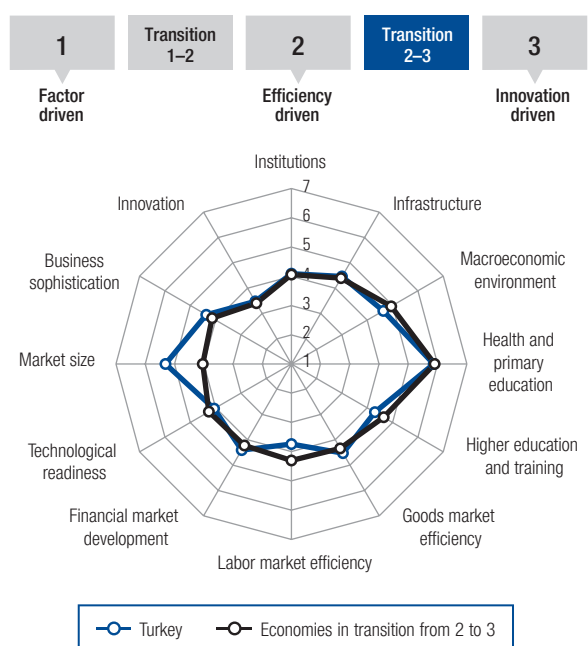 1
Transition
1–2
2
Transition
2–3
3
Factor
driven
Efficiency
driven
Innovation
driven
Institutions
Innovation
Infrastructure
Business
sophistication
Macroeconomic
environment
Market size
Health and
primary
education
Technological
readiness
Higher education
and training
Financial market
development
Goods market
efficiency
Labor market efficiency
7
6
5
4
3
2
1
Turkey
Economies in transition from 2 to 3